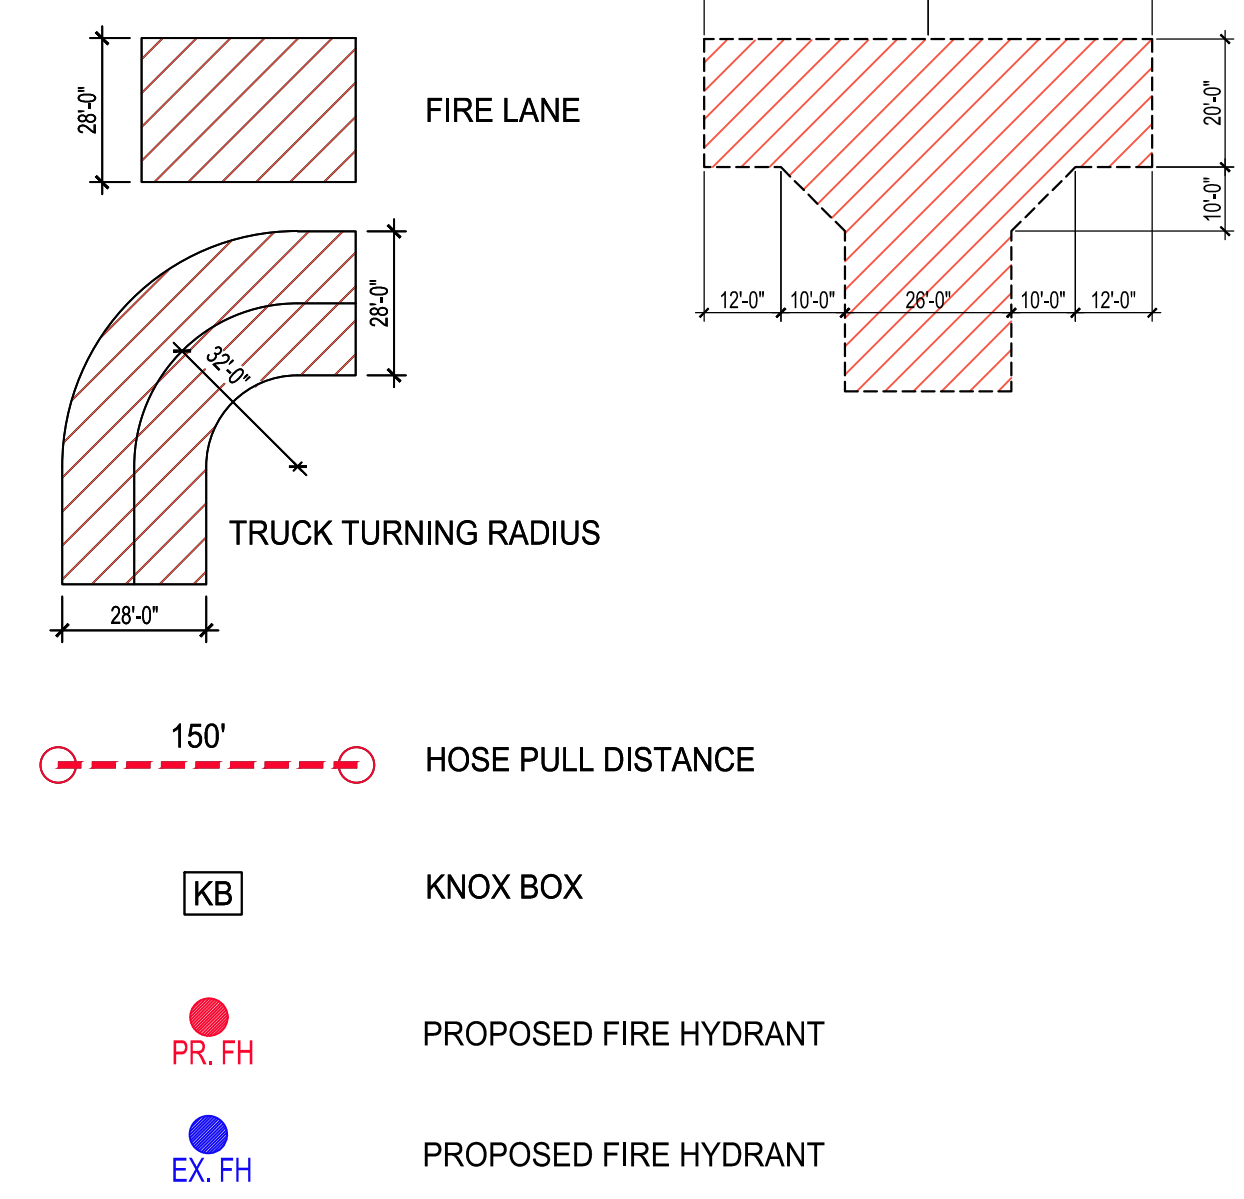 28'-0"
FIRE LANE
20'-0"
10'-0"
28'-0"
32'-0"
12'-0" 10'-0" 26'-0" 10'-0" 12'-0"
TRUCK TURNING RADIUS
28'-0"
150'
HOSE PULL DISTANCE
KB
KNOX BOX
PR. FH
PROPOSED FIRE HYDRANT
EX. FH
PROPOSED FIRE HYDRANT